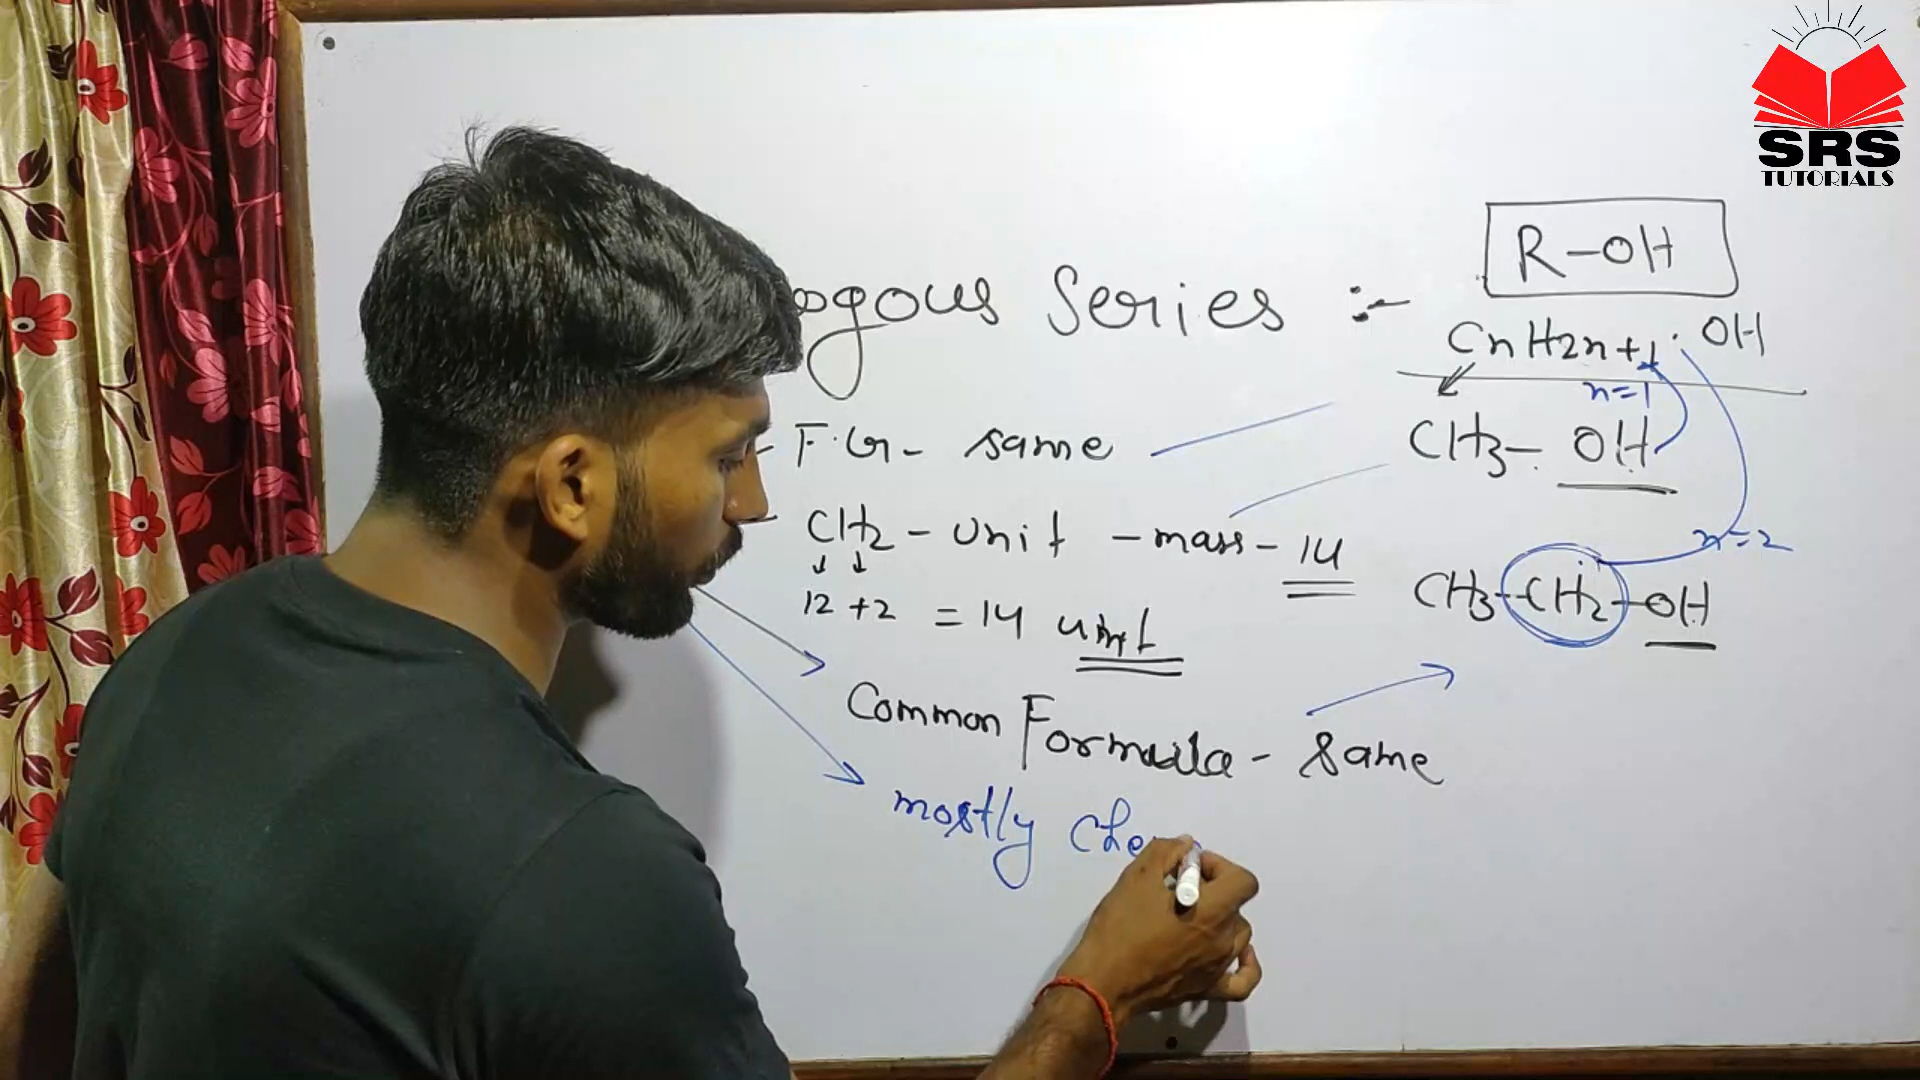 SRS
TUTORIALS
R-OH
ogous Series :-
CnH2n+1 . OH
n=1
- F.G - same
CH3 - OH
- CH2 - unit - mass - 14
n=2
12 + 2 = 14 unit
CH3 - CH2 - OH
Common Formula - same
mostly che